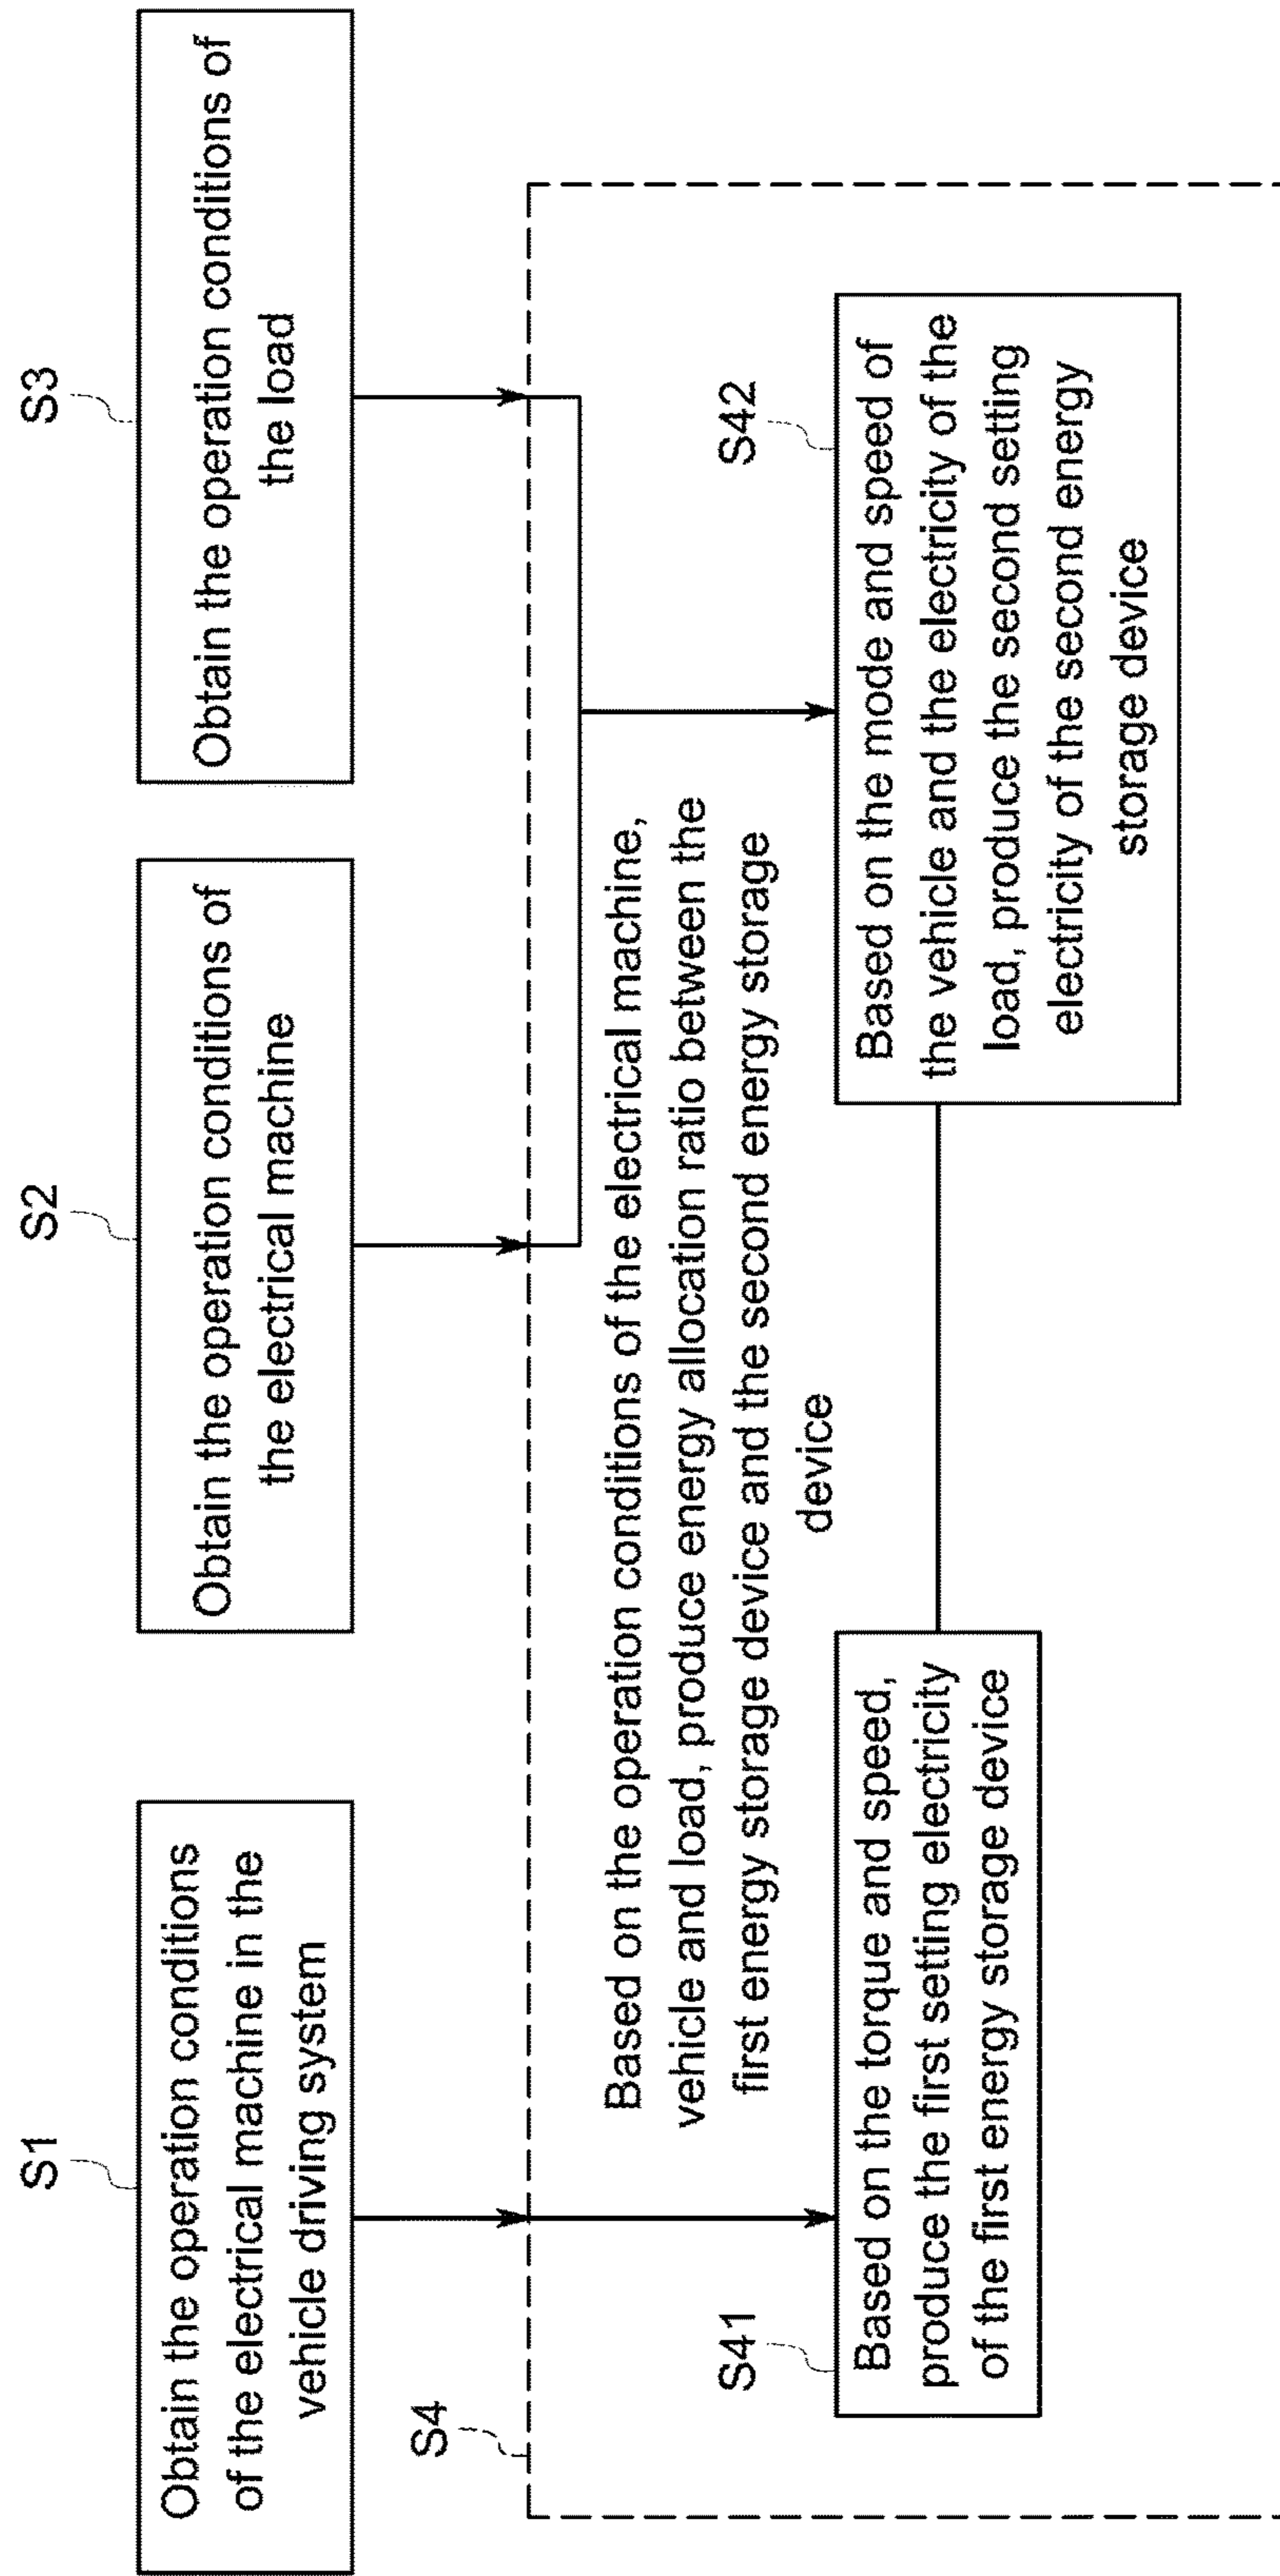 S1
Obtain the operation conditions
of the electrical machine in the
vehicle driving system
S2
Obtain the operation conditions of
the electrical machine
S3
Obtain the operation conditions of
the load
S4
Based on the operation conditions of the electrical machine,
vehicle and load, produce energy allocation ratio between the
first energy storage device and the second energy storage
device
S41
Based on the torque and speed,
produce the first setting electricity
of the first energy storage device
S42
Based on the mode and speed of
the vehicle and the electricity of the
load, produce the second setting
electricity of the second energy
storage device